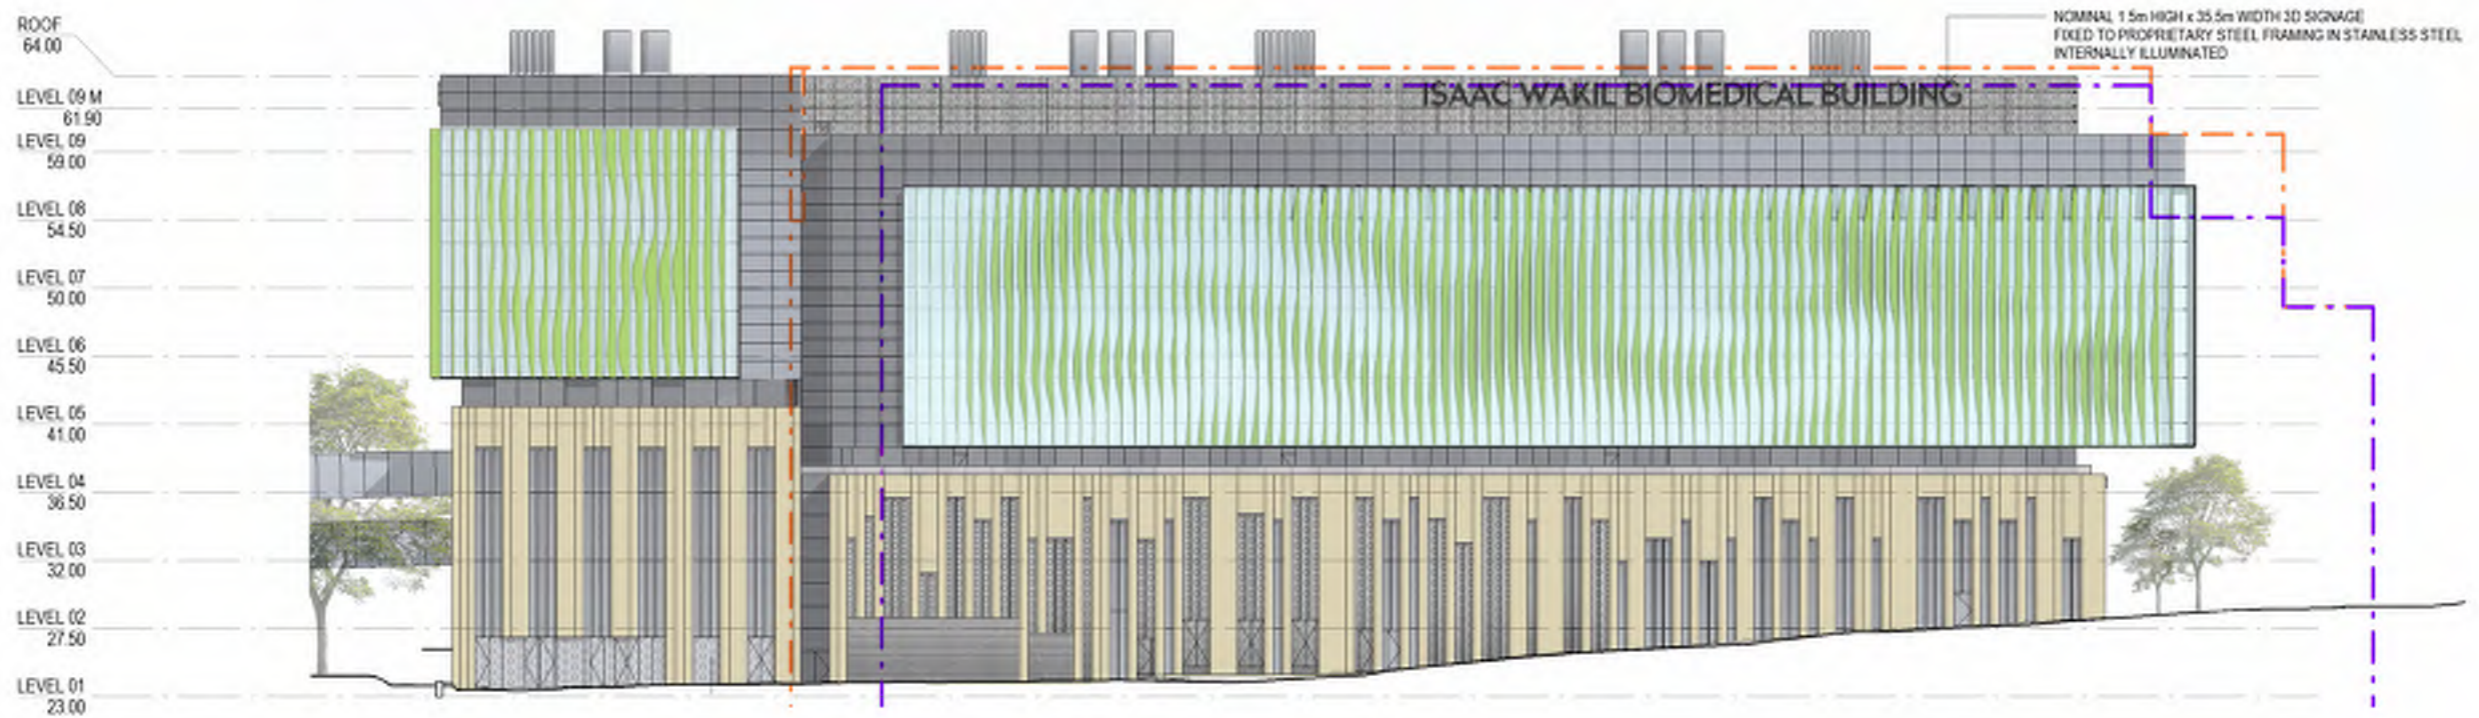 ROOF
64.00
LEVEL 09 M
61.90
LEVEL 09
59.00
LEVEL 08
54.50
LEVEL 07
50.00
LEVEL 06
45.50
LEVEL 05
41.00
LEVEL 04
36.50
LEVEL 03
32.00
LEVEL 02
27.50
LEVEL 01
23.00
NOMINAL 1.5m HIGH x 35.5m WIDTH 3D SIGNAGE
FIXED TO PROPRIETARY STEEL FRAMING IN STAINLESS STEEL
INTERNALLY ILLUMINATED
ISAAC WAKIL BIOMEDICAL BUILDING